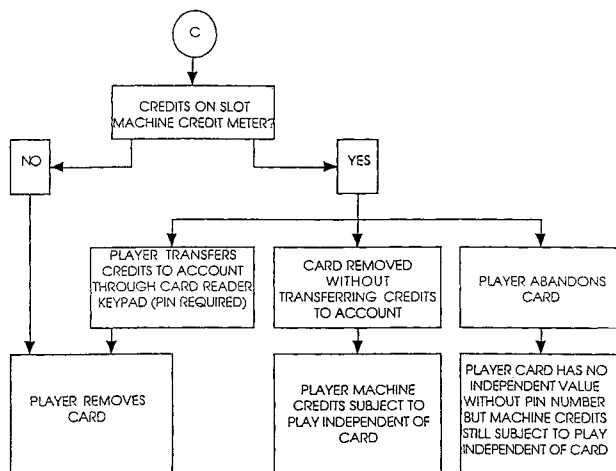 C
CREDITS ON SLOT
MACHINE CREDIT METER?
NO
YES
PLAYER TRANSFERS
CREDITS TO ACCOUNT
THROUGH CARD READER
KEYPAD (PIN REQUIRED)
CARD REMOVED
WITHOUT
TRANSFERRING CREDITS
TO ACCOUNT
PLAYER ABANDONS
CARD
PLAYER REMOVES
CARD
PLAYER MACHINE
CREDITS SUBJECT TO
PLAY INDEPENDENT OF
CARD
PLAYER CARD HAS NO
INDEPENDENT VALUE
WITHOUT PIN NUMBER
BUT MACHINE CREDITS
STILL SUBJECT TO PLAY
INDEPENDENT OF CARD